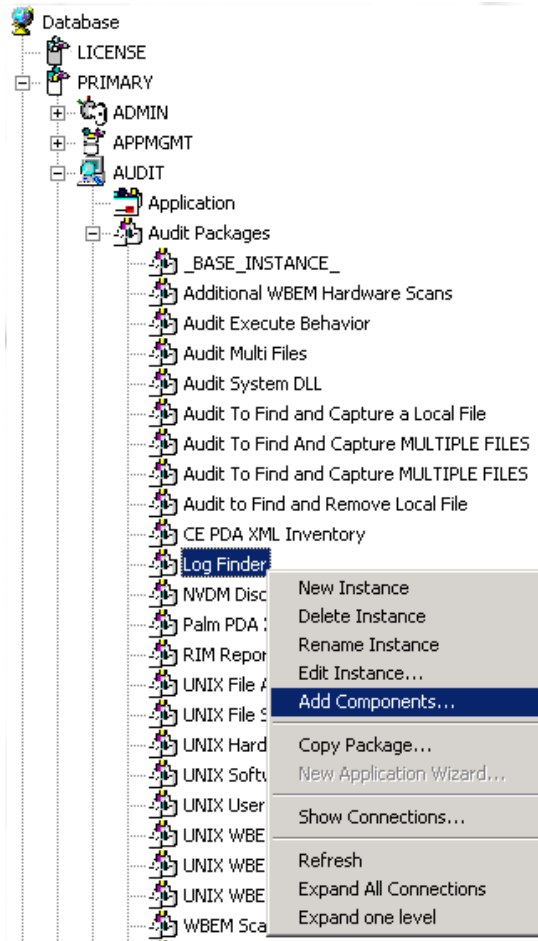 Database
LICENSE
PRIMARY
ADMIN
APPMGMT
AUDIT
Application
Audit Packages
_BASE_INSTANCE_
Additional WBEM Hardware Scans
Audit Execute Behavior
Audit Multi Files
Audit System DLL
Audit To Find and Capture a Local File
Audit To Find And Capture MULTIPLE FILES
Audit To Find and Capture MULTIPLE FILES
Audit to Find and Remove Local File
CE PDA XML Inventory
Log Finder
NVDM Disc
Palm PDA
RIM Repor
UNIX File
UNIX File
UNIX Hard
UNIX Soft
UNIX User
UNIX WBE
UNIX WBE
UNIX WBE
WBEM Sca
New Instance
Delete Instance
Rename Instance
Edit Instance...
Add Components...
Copy Package...
New Application Wizard...
Show Connections...
Refresh
Expand All Connections
Expand one level